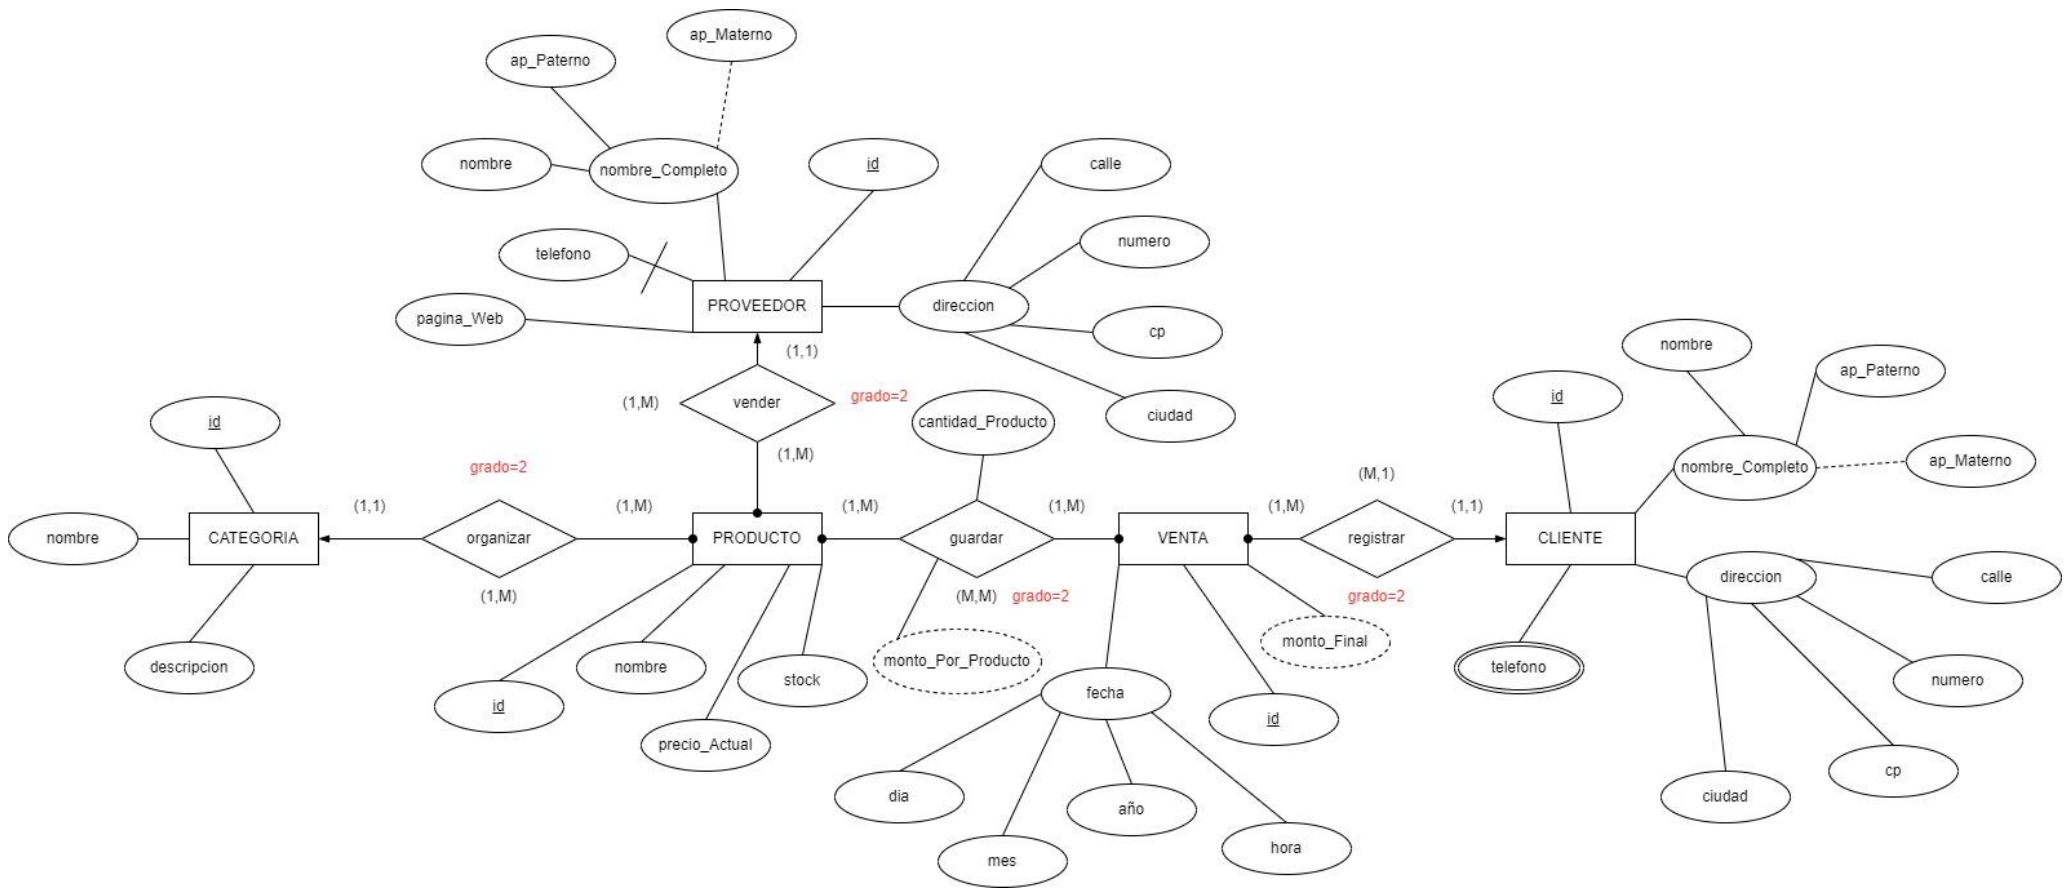 ap_Materno
ap_Paterno
nombre
nombre_Completo
id
calle
telefono
numero
PROVEEDOR
direccion
pagina_Web
cp
(1,1)
(1,M)
vender
grado=2
ciudad
(1,M)
cantidad_Producto
id
nombre
CATEGORIA
descripcion
(1,1)
grado=2
organizar
(1,M)
(1,M)
PRODUCTO
id
nombre
precio_Actual
stock
(1,M)
guardar
(1,M)
(M,M)
grado=2
monto_Por_Producto
VENTA
monto_Final
fecha
id
dia
mes
año
hora
(1,M)
(M,1)
registrar
(1,1)
grado=2
CLIENTE
id
nombre
ap_Paterno
nombre_Completo
ap_Materno
direccion
calle
telefono
numero
cp
ciudad